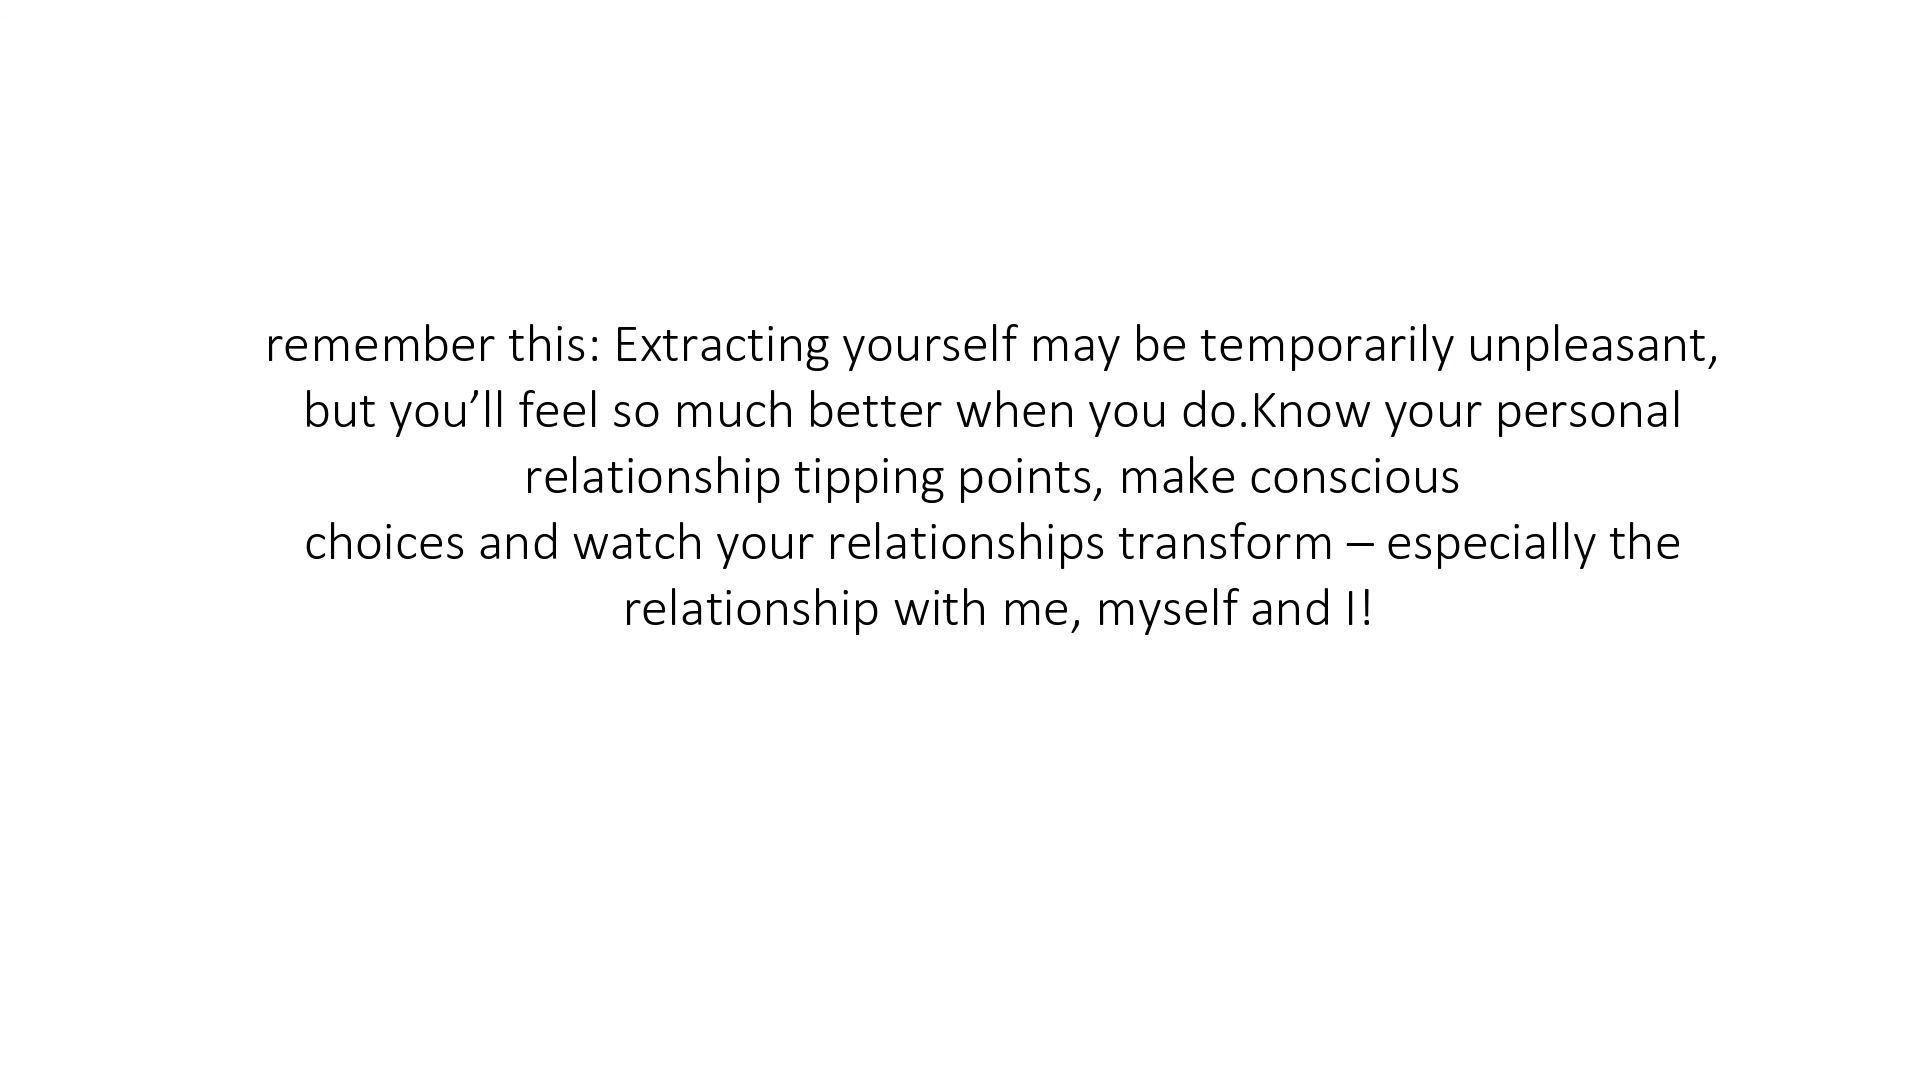 remember this: Extracting yourself may be temporarily unpleasant,
but you’ll feel so much better when you do.Know your personal
relationship tipping points, make conscious
choices and watch your relationships transform – especially the
relationship with me, myself and I!